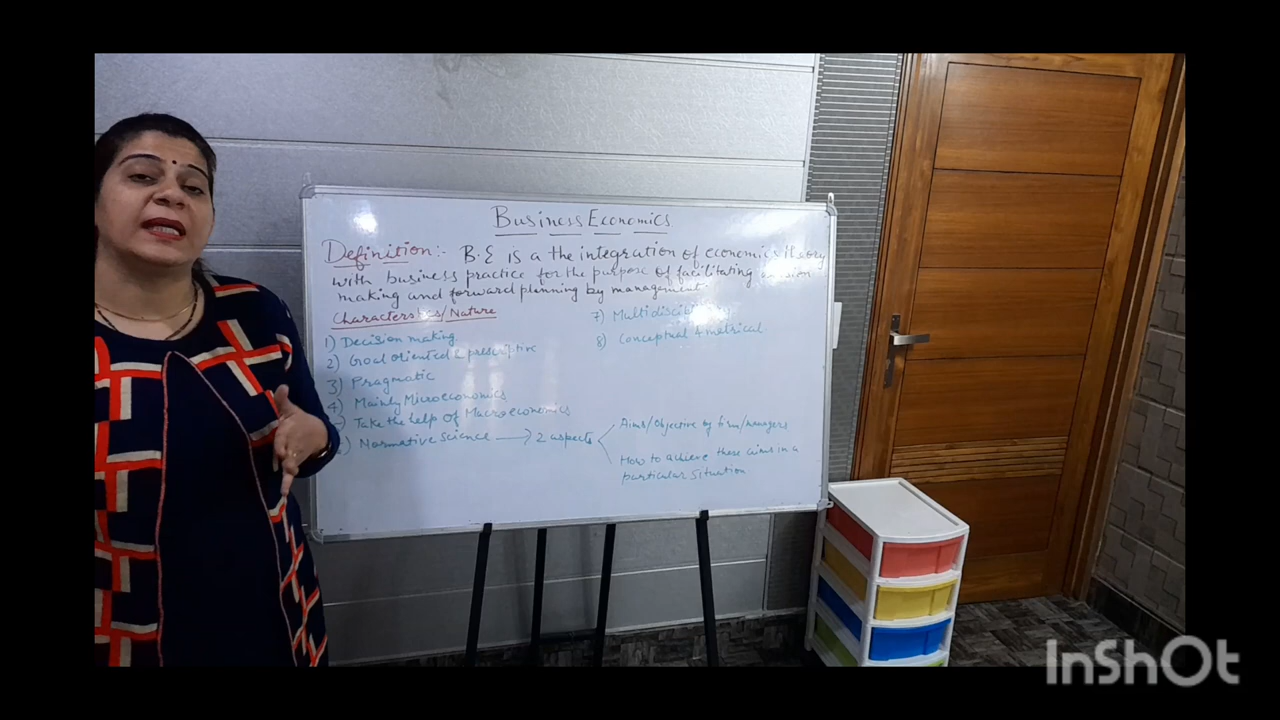 Business Economics
Definition:- B.E is a the integration of economics theory
with business practice for the purpose of facilitating
making and forward planning by management.
Characteristics/Nature
1) Decision making.
2) Goal oriented & prescriptive
3) Pragmatic
4) Mainly Microeconomics
) Take the help of Macroeconomics
) Normative science → 2 aspects
Aims/Objective by firm/managers
How to achieve these aims in a
particular situation
7)
8) Conceptual & metrical.
InShOt